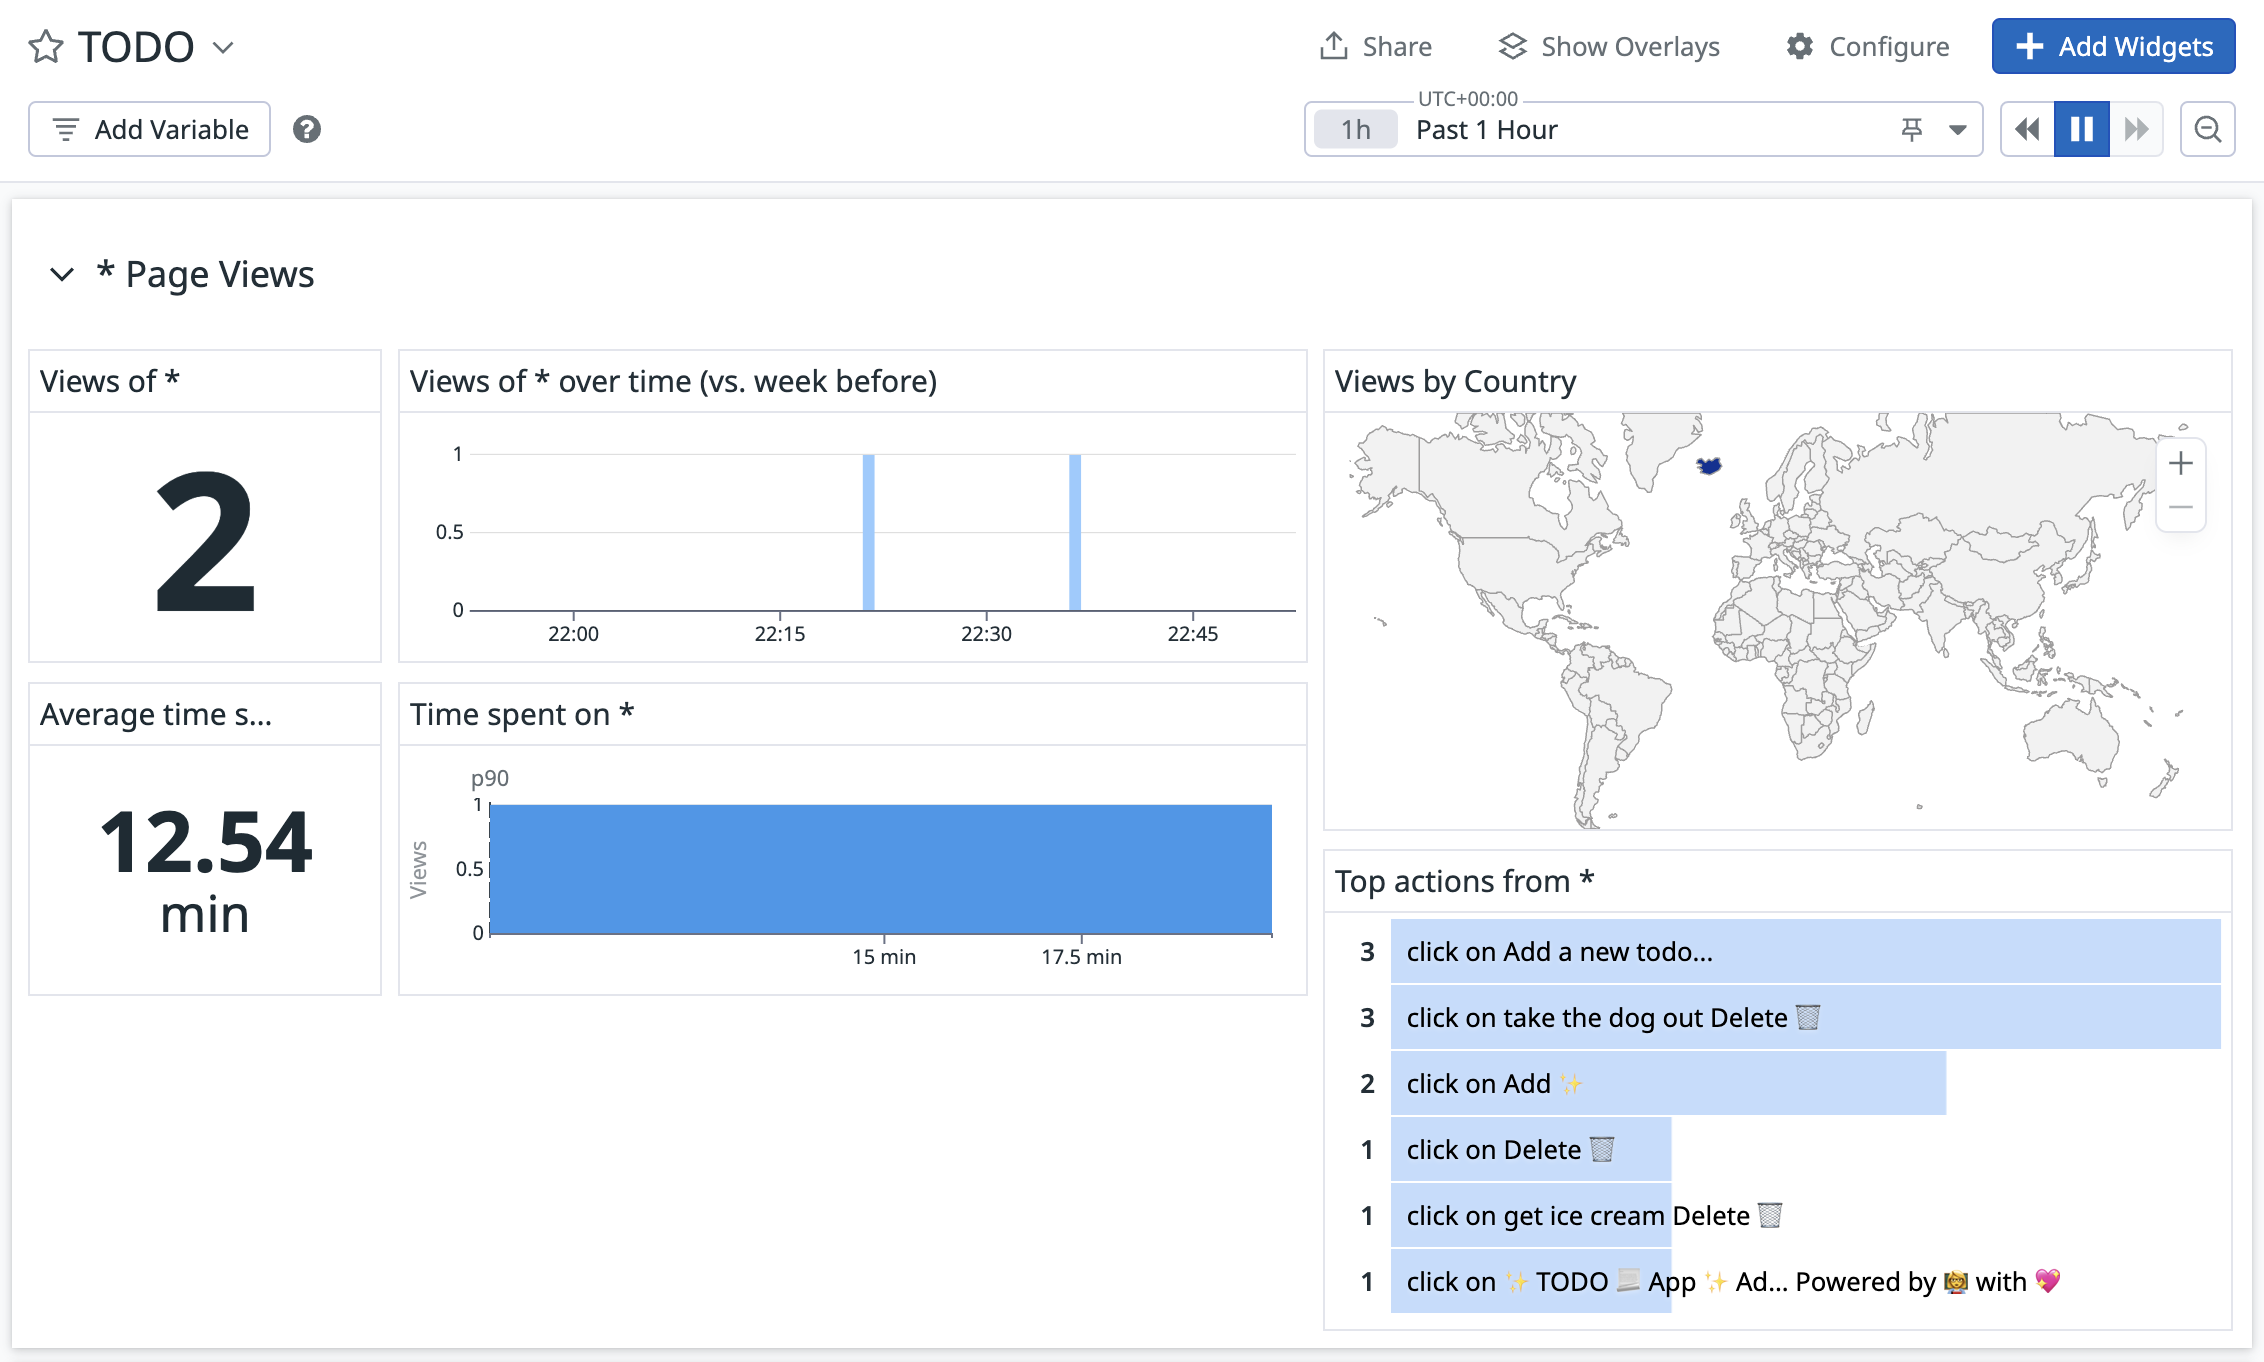 TODO
Share
Show Overlays
Configure
Add Widgets
Add Variable
UTC+00:00
1h
Past 1 Hour
* Page Views
Views of *
2
Views of * over time (vs. week before)
1
0.5
0
22:00
22:15
22:30
22:45
Views by Country
Average time s...
12.54
min
Time spent on *
p90
Views
1
0.5
0
15 min
17.5 min
Top actions from *
3 click on Add a new todo...
3 click on take the dog out Delete 🗑️
2 click on Add ✨
1 click on Delete 🗑️
1 click on get ice cream Delete 🗑️
1 click on ✨ TODO 📃 App ✨ Ad... Powered by 👩‍🏫 with 💖